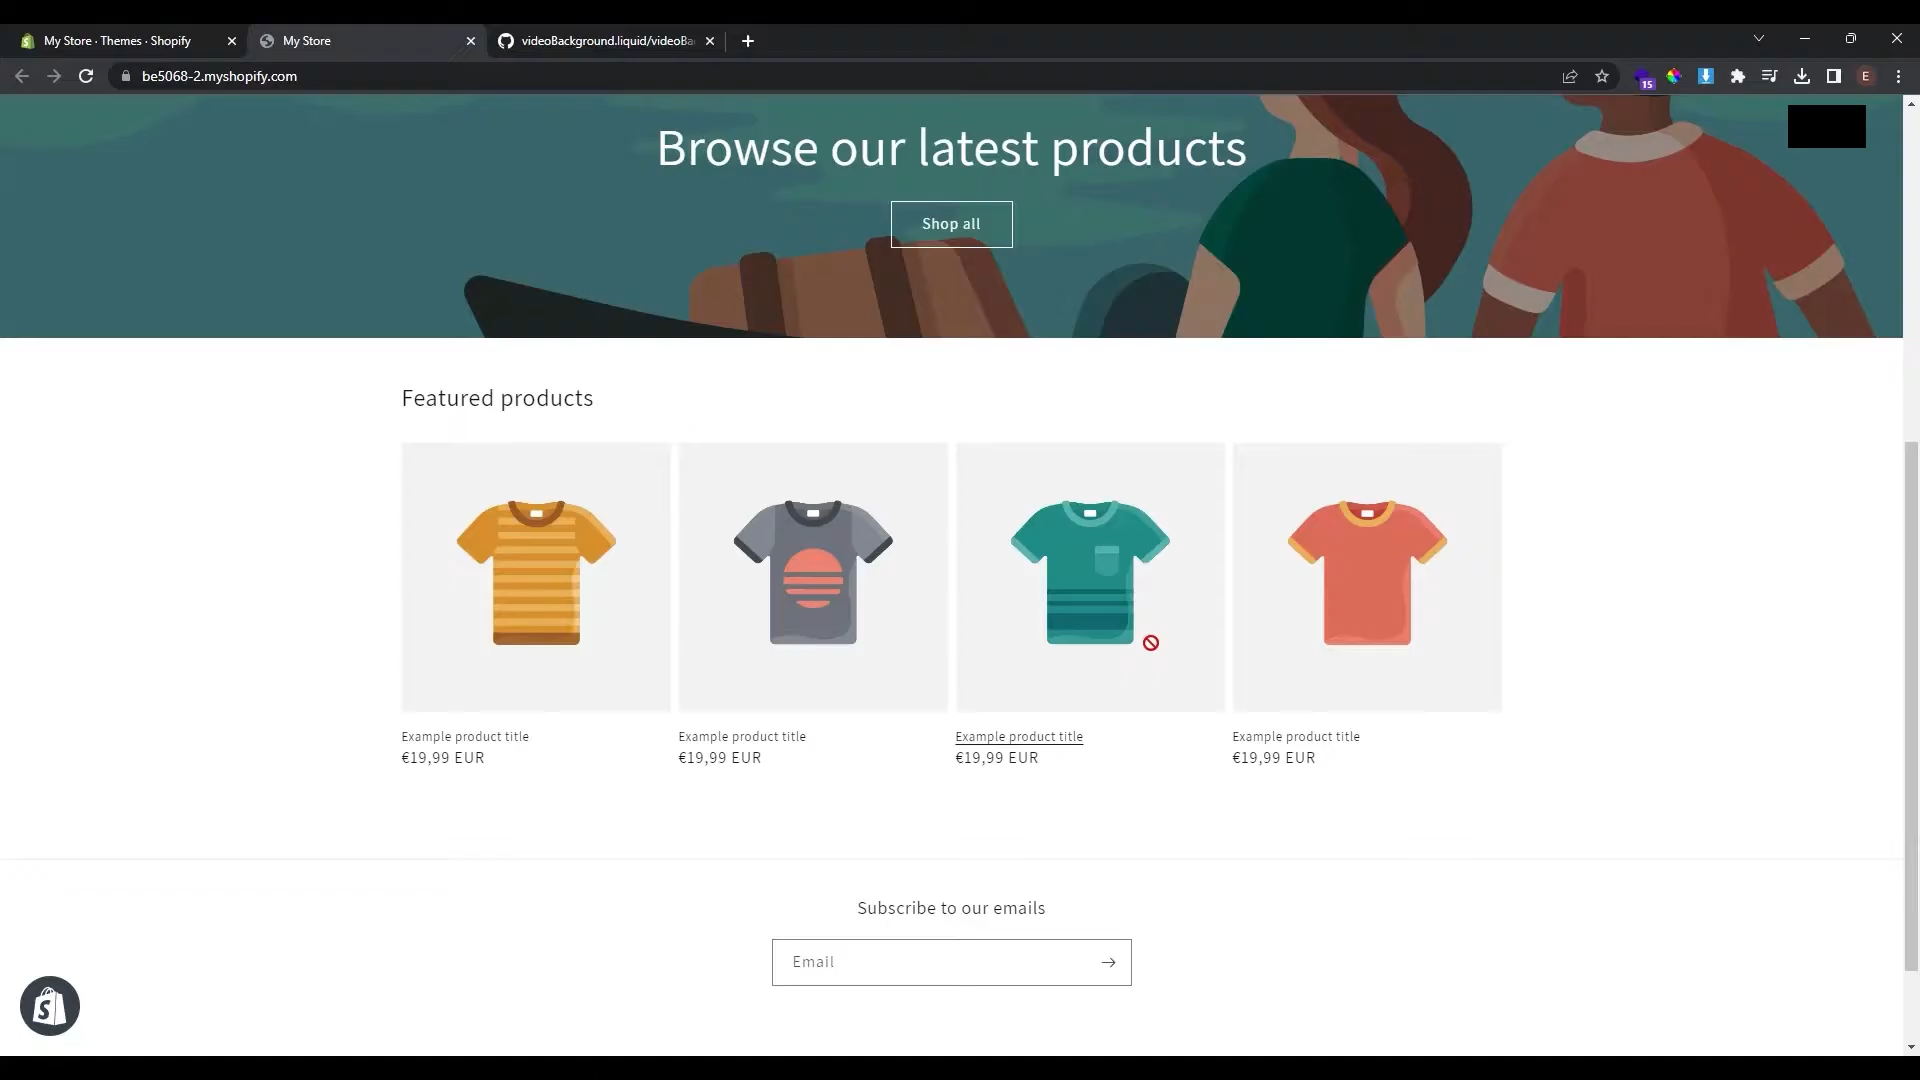 My Store · Themes · Shopify
My Store
videoBackground.liquid/videoBa
be5068-2.myshopify.com
15
E
Browse our latest products
Shop all
Featured products
Example product title
€19,99 EUR
Example product title
€19,99 EUR
Example product title
€19,99 EUR
Example product title
€19,99 EUR
Subscribe to our emails
Email